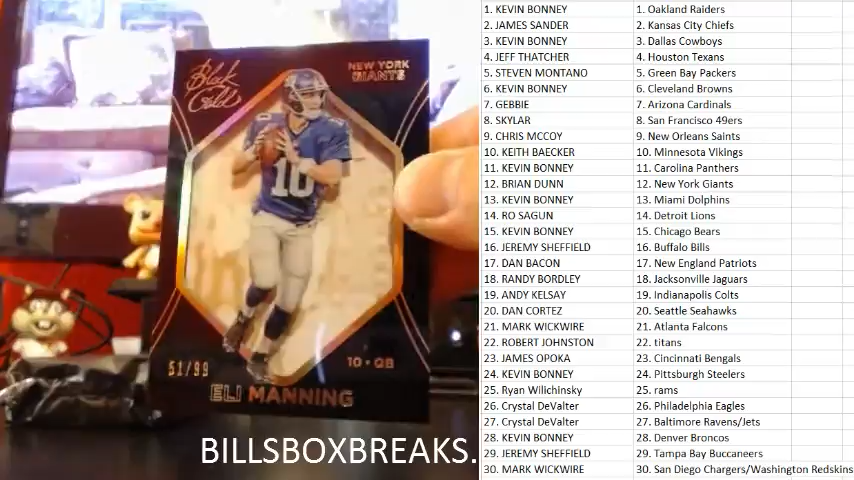 Black
Gold
NEW YORK
GIANTS
10
51/99
10 • QB
ELI MANNING
BILLSBOXBREAKS.
1. KEVIN BONNEY 1. Oakland Raiders
2. JAMES SANDER 2. Kansas City Chiefs
3. KEVIN BONNEY 3. Dallas Cowboys
4. JEFF THATCHER 4. Houston Texans
5. STEVEN MONTANO 5. Green Bay Packers
6. KEVIN BONNEY 6. Cleveland Browns
7. GEBBIE 7. Arizona Cardinals
8. SKYLAR 8. San Francisco 49ers
9. CHRIS MCCOY 9. New Orleans Saints
10. KEITH BAECKER 10. Minnesota Vikings
11. KEVIN BONNEY 11. Carolina Panthers
12. BRIAN DUNN 12. New York Giants
13. KEVIN BONNEY 13. Miami Dolphins
14. RO SAGUN 14. Detroit Lions
15. KEVIN BONNEY 15. Chicago Bears
16. JEREMY SHEFFIELD 16. Buffalo Bills
17. DAN BACON 17. New England Patriots
18. RANDY BORDLEY 18. Jacksonville Jaguars
19. ANDY KELSAY 19. Indianapolis Colts
20. DAN CORTEZ 20. Seattle Seahawks
21. MARK WICKWIRE 21. Atlanta Falcons
22. ROBERT JOHNSTON 22. titans
23. JAMES OPOKA 23. Cincinnati Bengals
24. KEVIN BONNEY 24. Pittsburgh Steelers
25. Ryan Wilichinsky 25. rams
26. Crystal DeValter 26. Philadelphia Eagles
27. Crystal DeValter 27. Baltimore Ravens/Jets
28. KEVIN BONNEY 28. Denver Broncos
29. JEREMY SHEFFIELD 29. Tampa Bay Buccaneers
30. MARK WICKWIRE 30. San Diego Chargers/Washington Redskins